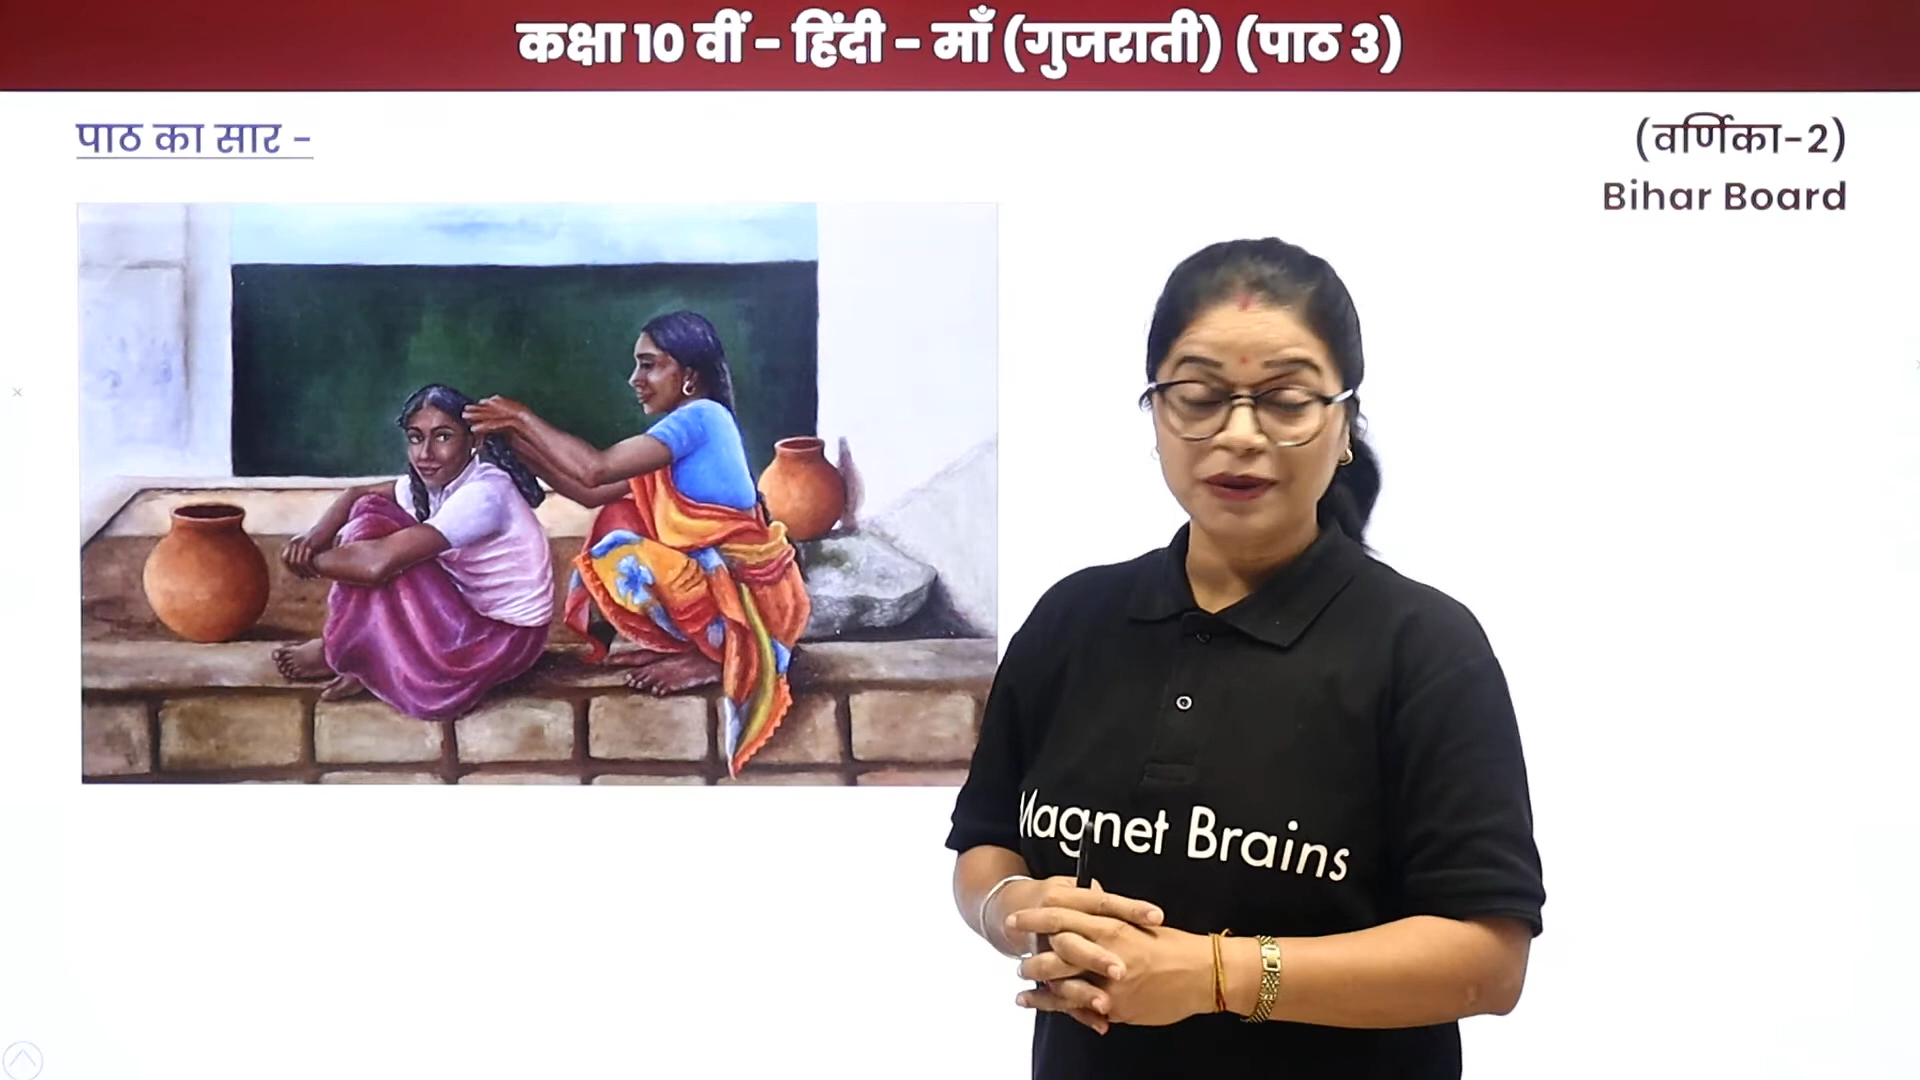 कक्षा 10 वीं - हिंदी - माँ (गुजराती) (पाठ 3)
पाठ का सार -
(वर्णिका-2)
Bihar Board
Magnet Brains